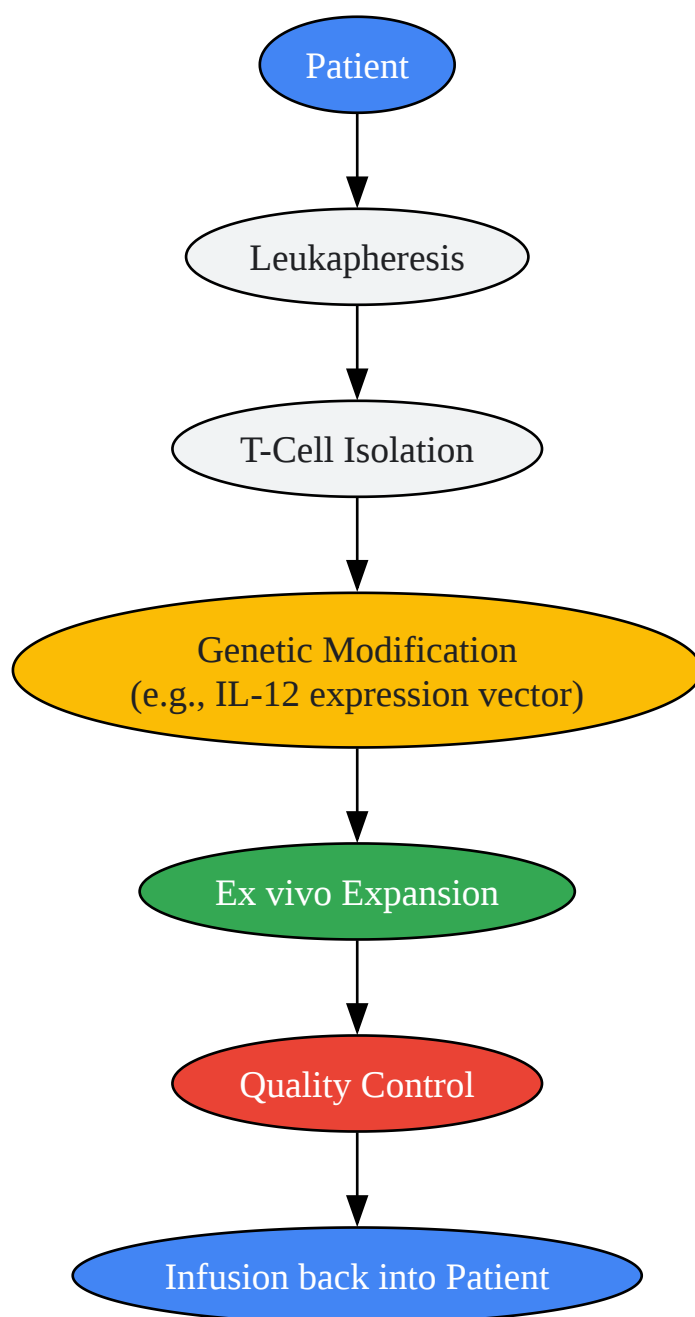 Patient
Leukapheresis
T-Cell Isolation
Genetic Modification
(e.g., IL-12 expression vector)
Ex vivo Expansion
Quality Control
Infusion back into Patient